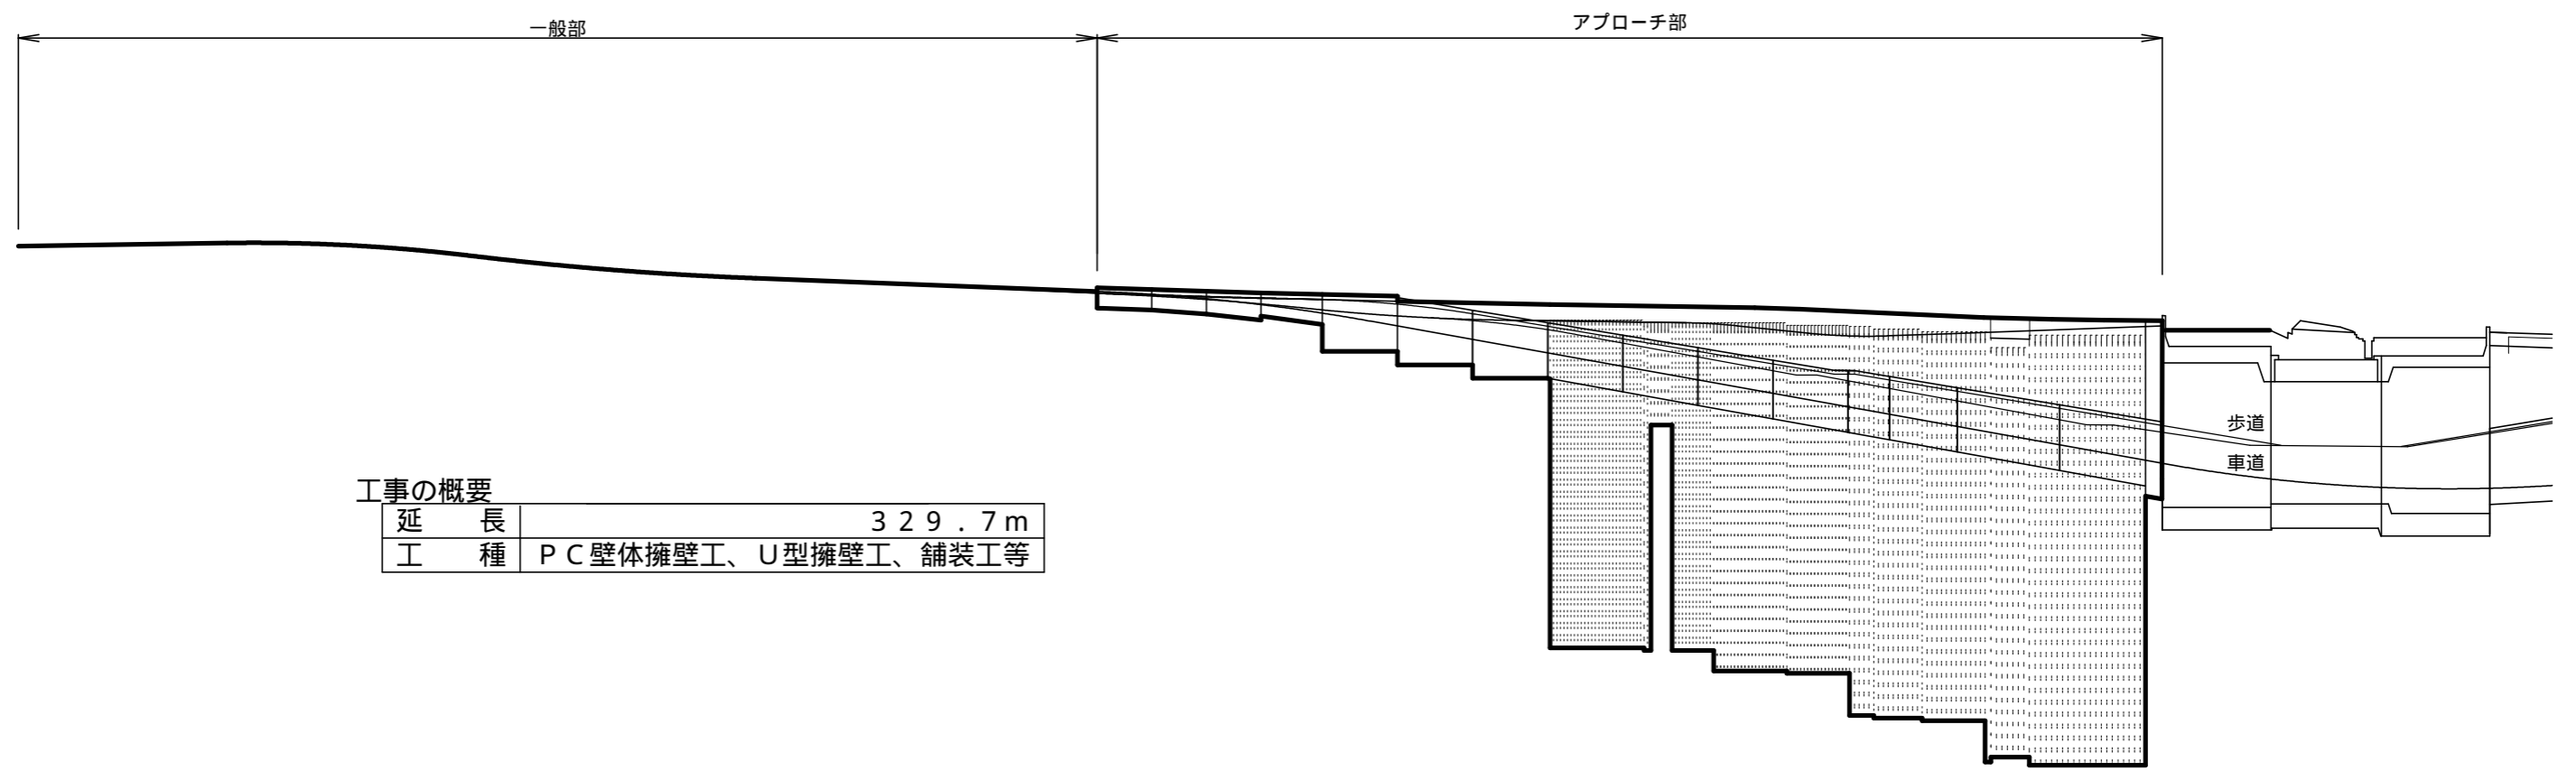 一般部
アプローチ部
歩道
車道
工事の概要
延　　長 ３２９．７ｍ
工　　種 ＰＣ壁体擁壁工、Ｕ型擁壁工、舗装工等